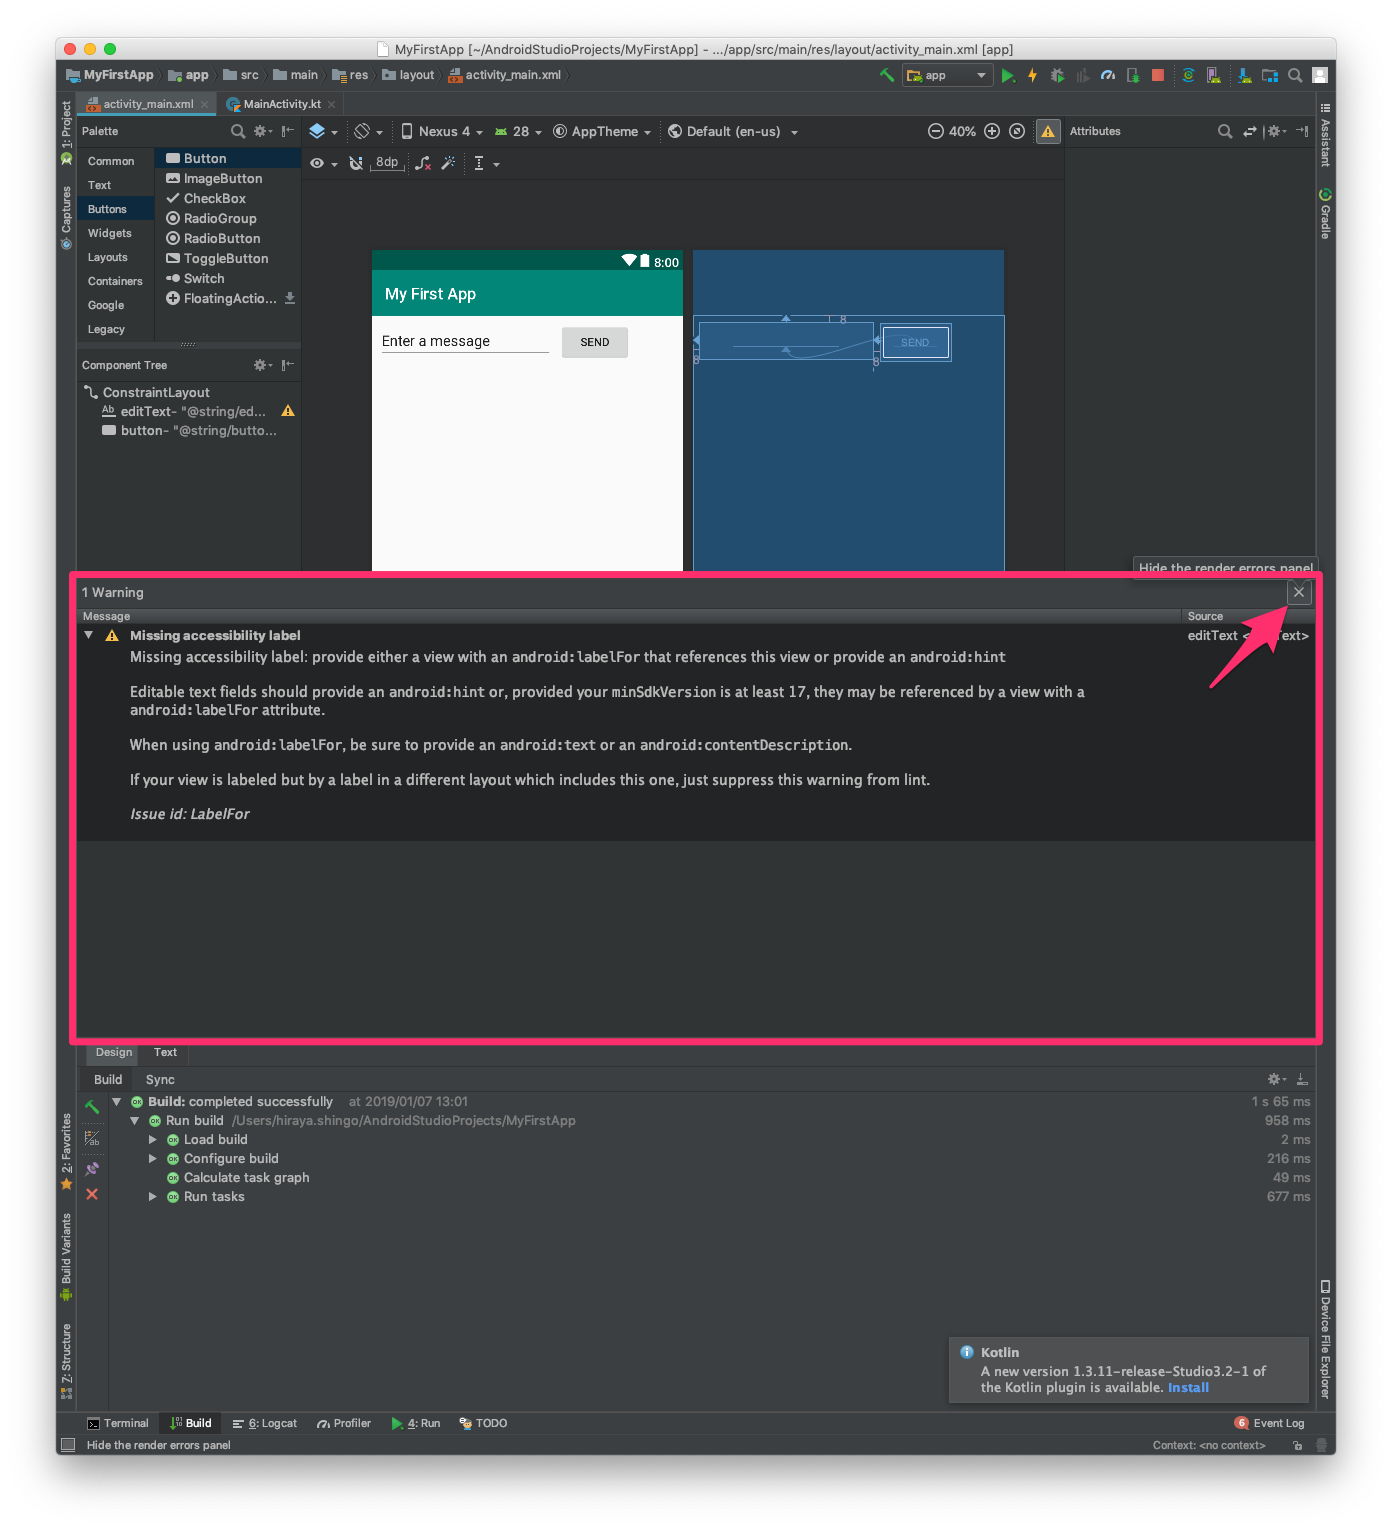 MyFirstApp [~/AndroidStudioProjects/MyFirstApp] - .../app/src/main/res/layout/activity_main.xml [app]
MyFirstApp app src main res layout activity_main.xml app
activity_main.xml MainActivity.kt
Palette Nexus 4 28 AppTheme Default (en-us) 40% Attributes
8dp
Common
Text
Buttons
Widgets
Layouts
Containers
Google
Legacy
Button
ImageButton
CheckBox
RadioGroup
RadioButton
ToggleButton
Switch
FloatingActio...
Component Tree
ConstraintLayout
Ab editText- "@string/ed...
button- "@string/butto...
8:00
My First App
Enter a message SEND
8
SEND
8
8
Hide the render errors panel
1 Warning
Message Source
Missing accessibility label editText <
Text>
Missing accessibility label: provide either a view with an android:labelFor that references this view or provide an android:hint
Editable text fields should provide an android:hint or, provided your minSdkVersion is at least 17, they may be referenced by a view with a
android:labelFor attribute.
When using android:labelFor, be sure to provide an android:text or an android:contentDescription.
If your view is labeled but by a label in a different layout which includes this one, just suppress this warning from lint.
Issue id: LabelFor
Design Text
Build Sync
Build: completed successfully at 2019/01/07 13:01 1 s 65 ms
Run build /Users/hiraya.shingo/AndroidStudioProjects/MyFirstApp 958 ms
Load build 2 ms
Configure build 216 ms
Calculate task graph 49 ms
Run tasks 677 ms
Kotlin
A new version 1.3.11-release-Studio3.2-1 of
the Kotlin plugin is available. Install
Terminal Build 6: Logcat Profiler 4: Run TODO 6 Event Log
Hide the render errors panel Context: <no context>
1: Project
Captures
2: Favorites
Build Variants
7: Structure
Assistant
Gradle
Device File Explorer